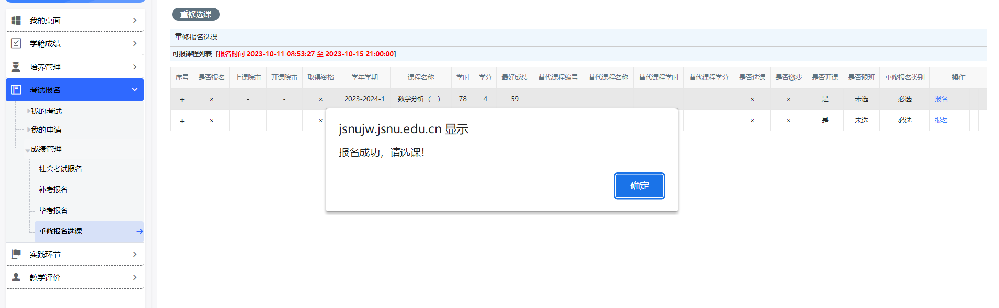 我的桌面
学籍成绩
培养管理
考试报名
我的考试
我的申请
成绩管理
社会考试报名
补考报名
毕考报名
重修报名选课
实践环节
教学评价
重修选课
重修报名选课
可报课程列表 [报名时间 2023-10-11 08:53:27 至 2023-10-15 21:00:00]
序号 是否报名 上课院审 开课院审 取得资格 学年学期 课程名称 学时 学分 最好成绩 替代课程编号 替代课程名称 替代课程学时 替代课程学分 是否选课 是否缴费 是否开课 是否跟班 重修报名类别 操作
+ × - - × 2023-2024-1 数学分析（一） 78 4 59 × × 是 未选 必选 报名
+ × - - × × × 是 未选 必选 报名
jsnujw.jsnu.edu.cn 显示
报名成功，请选课！
确定